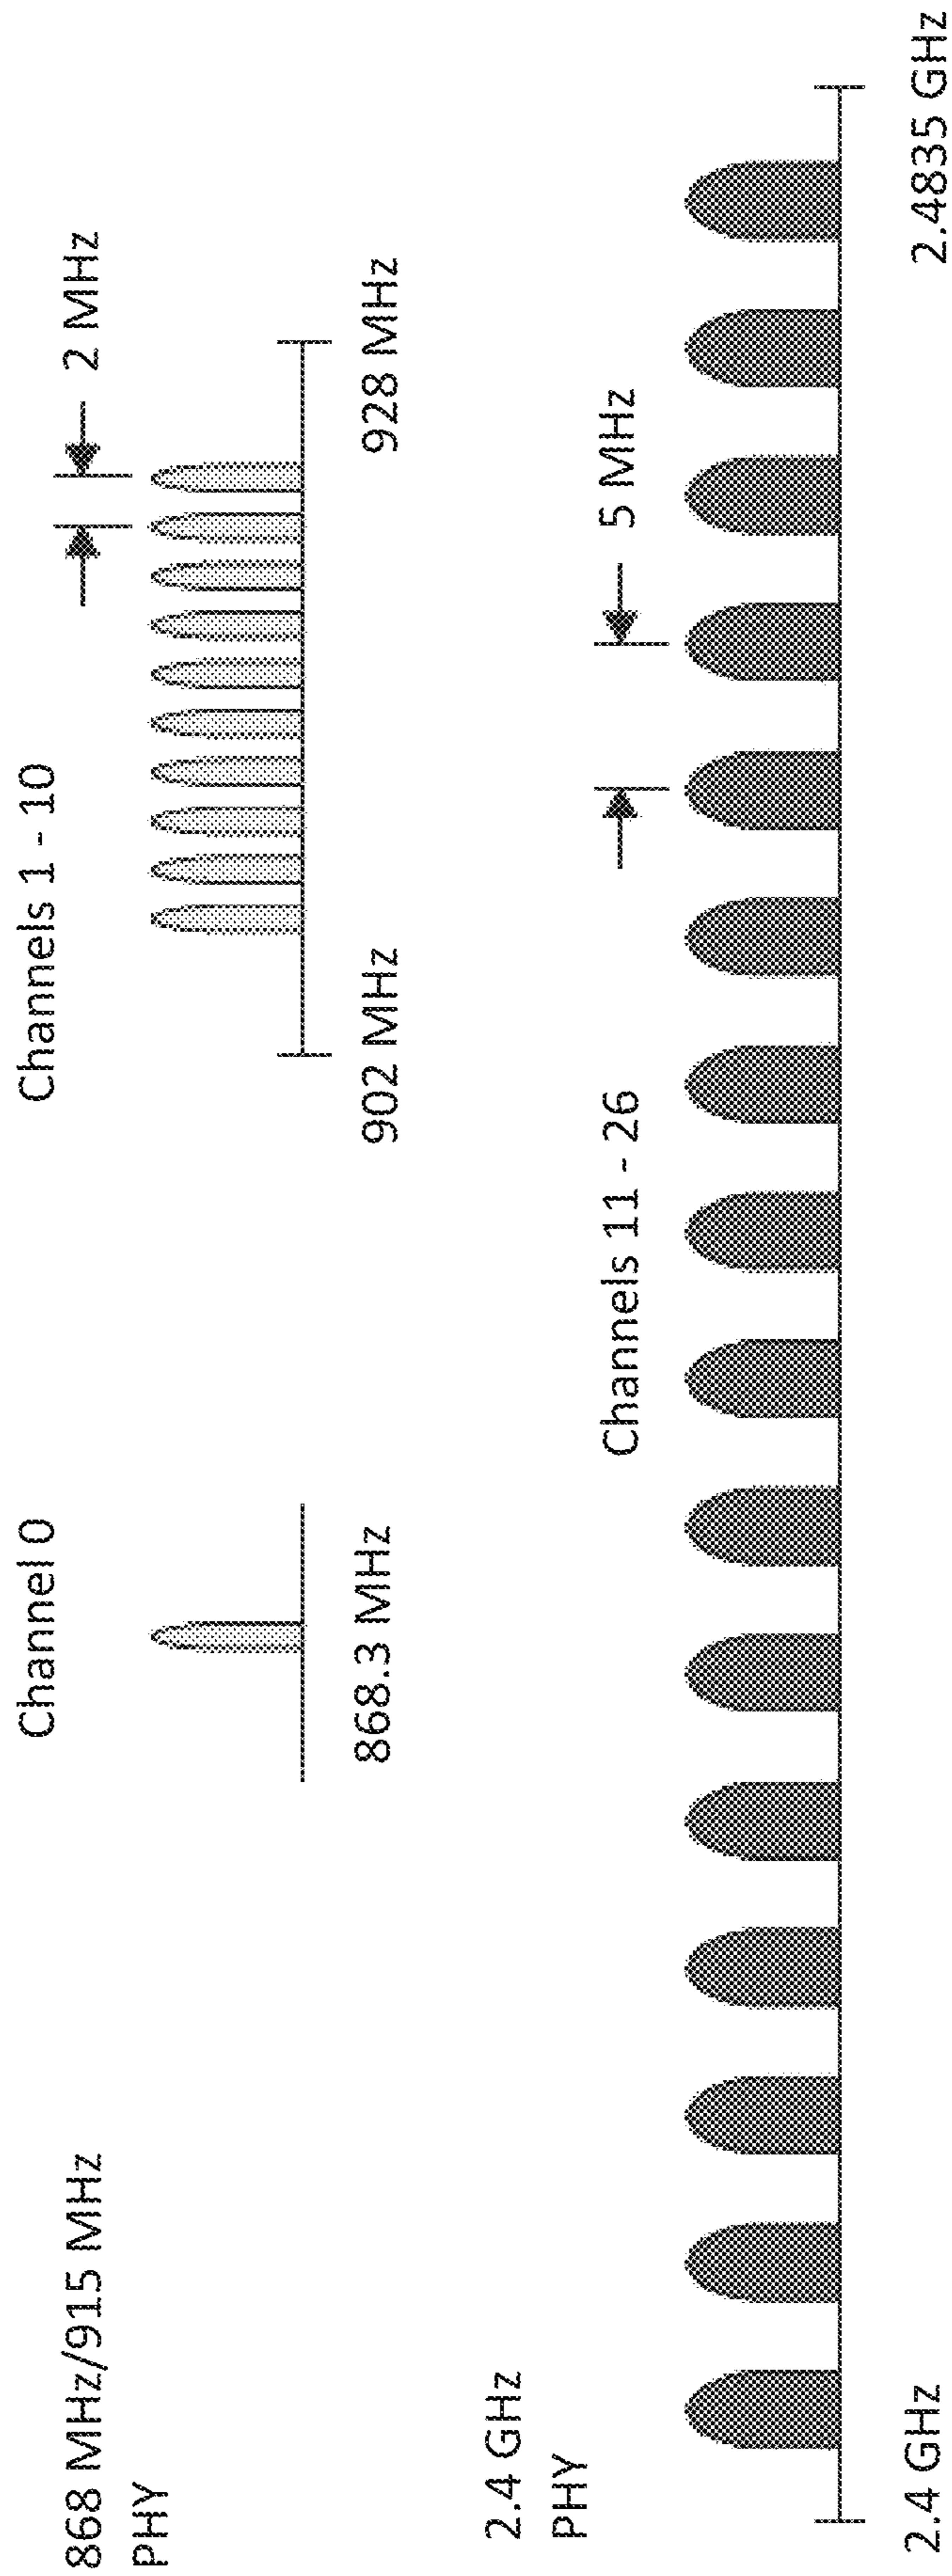 868 MHz/915 MHz
PHY
Channel 0
868.3 MHz
Channels 1 - 10
2 MHz
902 MHz
928 MHz
2.4 GHz
PHY
Channels 11 - 26
5 MHz
2.4 GHz
2.4835 GHz